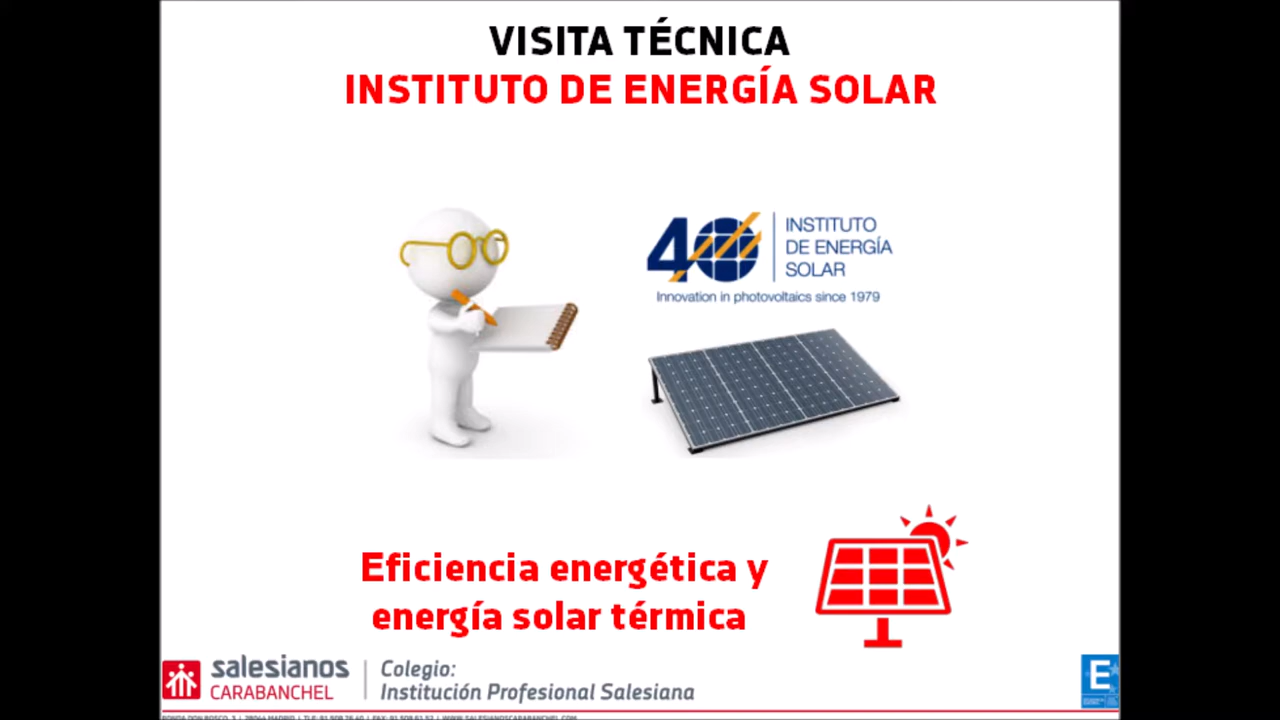 VISITA TÉCNICA
INSTITUTO DE ENERGÍA SOLAR
40
INSTITUTO
DE ENERGÍA
SOLAR
Innovation in photovoltaics since 1979
Eficiencia energética y
energía solar térmica
salesianos
CARABANCHEL
Colegio:
Institución Profesional Salesiana
E